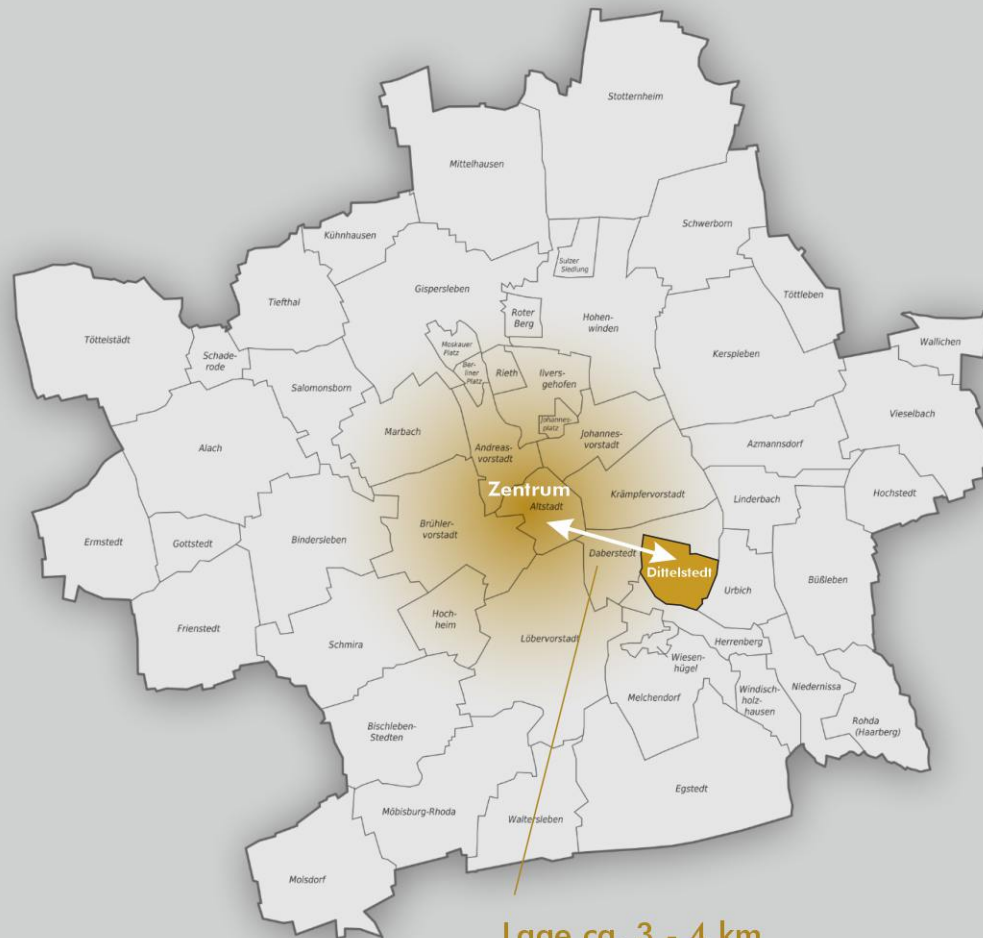 Stotternheim
Mittelhausen
Schwerborn
Kühnhausen
Sulzer
Siedlung
Gispersleben
Tiefthal
Töttleben
Roter
Berg
Hohen-
winden
Töttelstädt
Wallichen
Moskauer
Platz
Schade-
rode
Kerspleben
Ber-
liner
Platz
Rieth
Ilvers-
gehofen
Salomonsborn
Vieselbach
Johannes-
platz
Marbach
Johannes-
vorstadt
Alach
Andreas-
vorstadt
Azmannsdorf
Zentrum
Krämpfervorstadt
Hochstedt
Altstadt
Linderbach
Brühler-
vorstadt
Ermstedt
Gottstedt
Bindersleben
Daberstedt
Dittelstedt
Büßleben
Urbich
Hoch-
heim
Frienstedt
Schmira
Löbervorstadt
Herrenberg
Wiesen-
hügel
Niedernissa
Melchendorf
Windisch-
holz-
hausen
Bischleben-
Stedten
Rohda
(Haarberg)
Egstedt
Möbisburg-Rhoda
Waltersleben
Molsdorf
Lage ca. 3 - 4 km